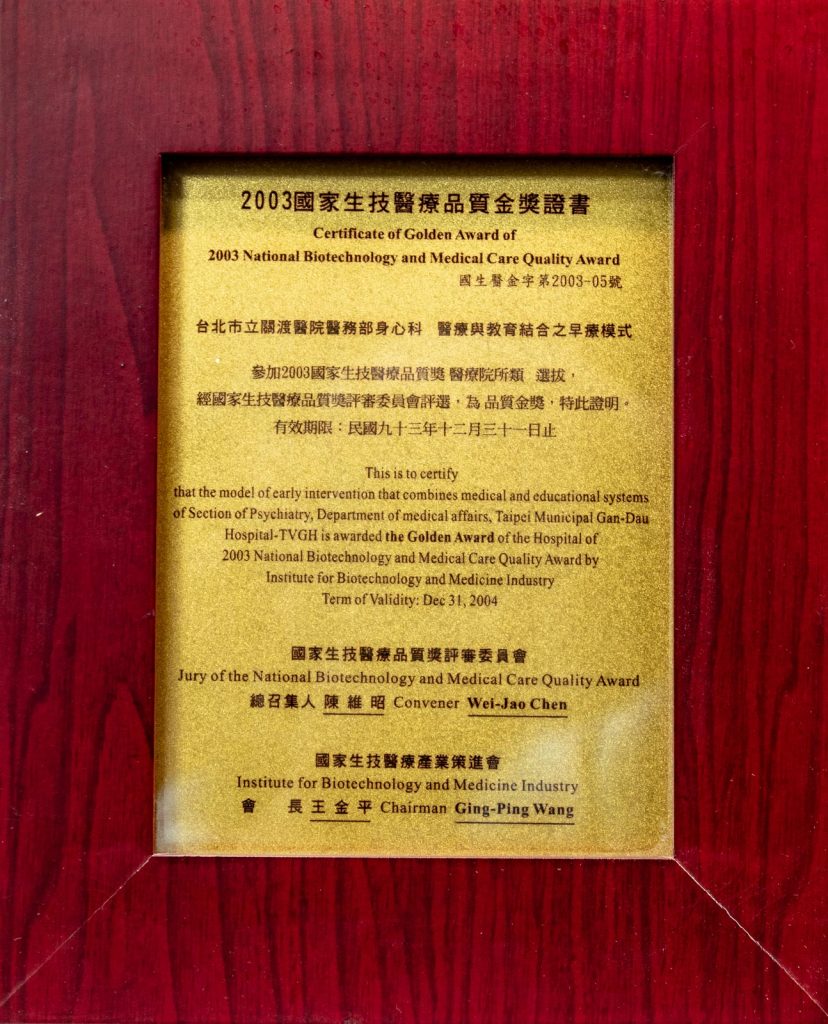 2003國家生技醫療品質金獎證書
Certificate of Golden Award of
2003 National Biotechnology and Medical Care Quality Award
國生醫金字第2003-05號
台北市立關渡醫院醫務部身心科 醫療與教育結合之早療模式
參加2003國家生技醫療品質獎 醫療院所類 選拔，
經國家生技醫療品質獎評審委員會評選，為 品質金獎，特此證明。
有效期限：民國九十三年十二月三十一日止
This is to certify
that the model of early intervention that combines medical and educational systems
of Section of Psychiatry, Department of medical affairs, Taipei Municipal Gan-Dau
Hospital-TVGH is awarded the Golden Award of the Hospital of
2003 National Biotechnology and Medical Care Quality Award by
Institute for Biotechnology and Medicine Industry
Term of Validity: Dec 31, 2004
國家生技醫療品質獎評審委員會
Jury of the National Biotechnology and Medical Care Quality Award
總召集人 陳維昭 Convener Wei-Jao Chen
國家生技醫療產業策進會
Institute for Biotechnology and Medicine Industry
會 長 王金平 Chairman Ging-Ping Wang